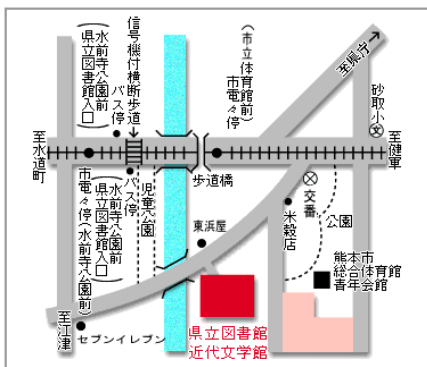 水前寺公園前
(県立図書館入口)
バス停
信号機付横断歩道→
(市立体育館前)
市電々停
至県庁→
砂取小
文
至水道町
至健軍
市電々停(水前寺公園前)
水前寺公園前
(県立図書館入口)
バス停
児童公園
歩道橋
交番
公園
米穀店
東浜屋
熊本市
総合体育館
青年会館
県立図書館
近代文学館
至江津
セブンイレブン